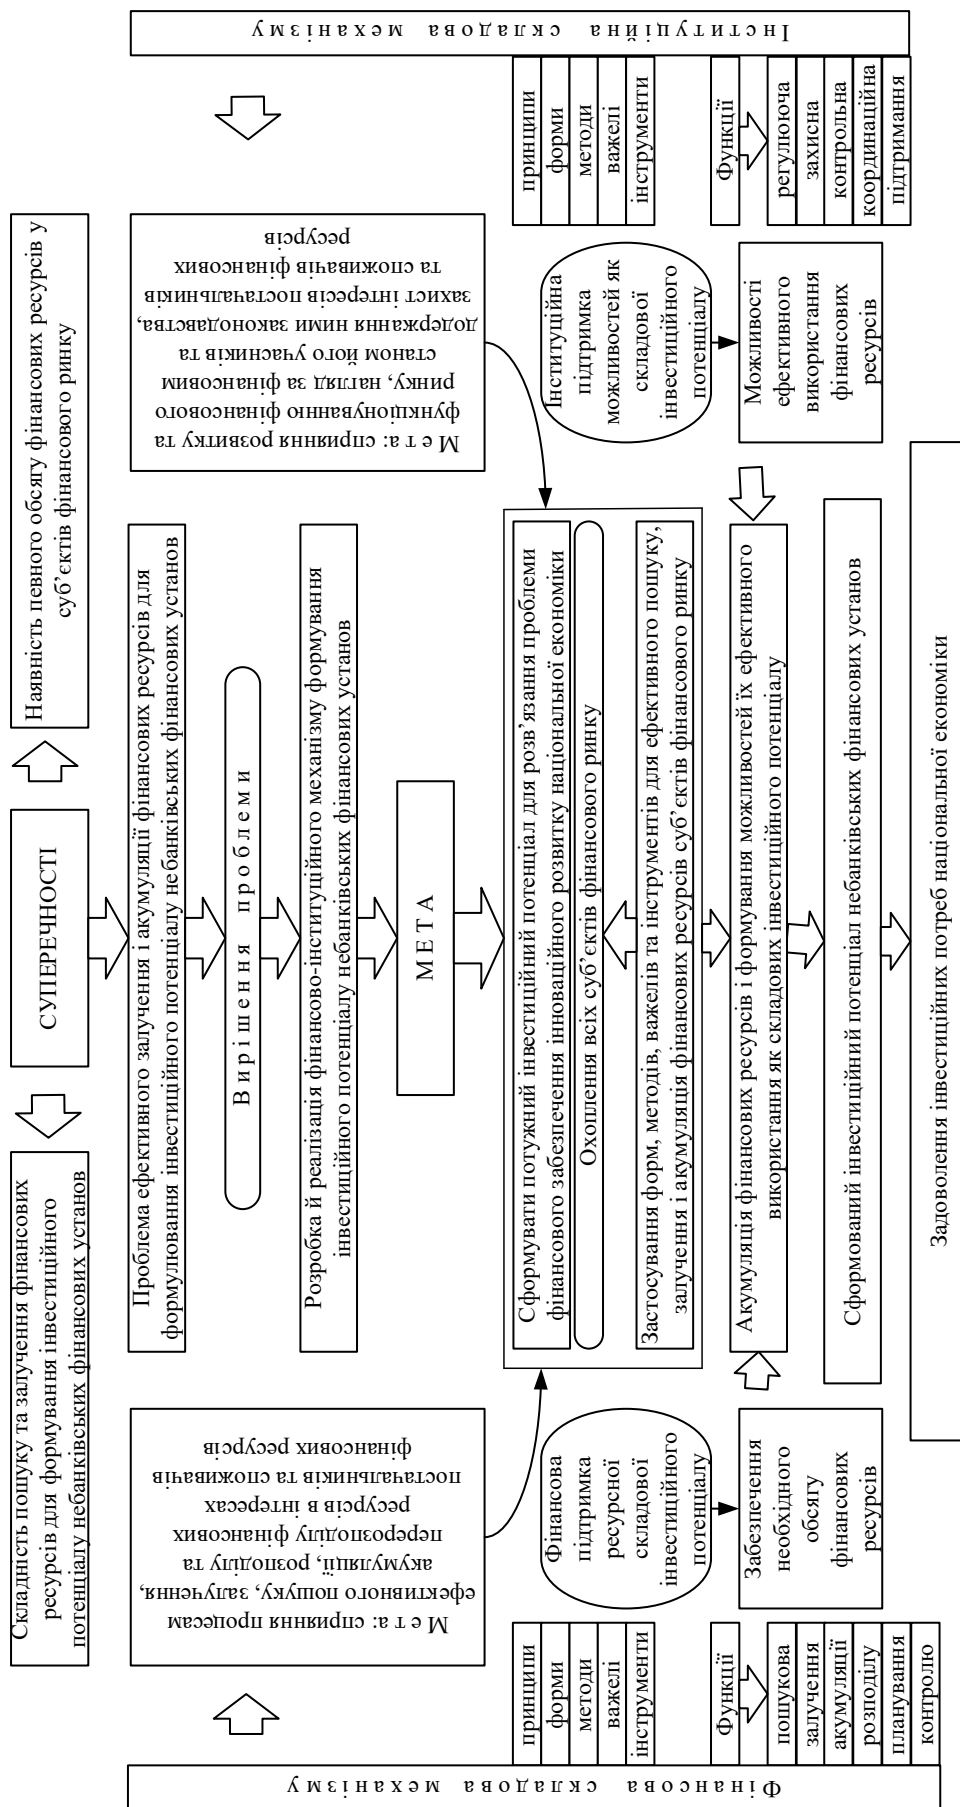 СУПЕРЕЧНОСТІ
Складність пошуку та залучення фінансових
ресурсів для формування інвестиційного
потенціалу небанківських фінансових установ
Наявність певного обсягу фінансових ресурсів у
суб’єктів фінансового ринку
Фінансова складова механізму
Мета: сприяння процесам
ефективного пошуку, залучення,
акумуляції, розподілу та
перерозподілу фінансових
ресурсів в інтересах
постачальників та споживачів
фінансових ресурсів
Проблема ефективного залучення і акумуляції фінансових ресурсів для
формулювання інвестиційного потенціалу небанківських фінансових установ
Вирішення проблеми
Розробка й реалізація фінансово-інституційного механізму формування
інвестиційного потенціалу небанківських фінансових установ
МЕТА
Мета: сприяння розвитку та
функціонуванню фінансового
ринку, нагляд за фінансовим
станом його учасників та
додержання ними законодавства,
захист інтересів постачальників
та споживачів фінансових
ресурсів
Інституційна складова механізму
принципи
форми
методи
важелі
інструменти
Фінансова
підтримка
ресурсної
складової
інвестиційного
потенціалу
Сформувати потужний інвестиційний потенціал для розв’язання проблеми
фінансового забезпечення інноваційного розвитку національної економіки
Охоплення всіх суб’єктів фінансового ринку
Застосування форм, методів, важелів та інструментів для ефективного пошуку,
залучення і акумуляція фінансових ресурсів суб’єктів фінансового ринку
Інституційна
підтримка
можливостей як
складової
інвестиційного
потенціалу
принципи
форми
методи
важелі
інструменти
Функції
пошукова
залучення
акумуляції
розподілу
планування
контролю
Забезпечення
необхідного
обсягу
фінансових
ресурсів
Акумуляція фінансових ресурсів і формування можливостей їх ефективного
використання як складових інвестиційного потенціалу
Можливості
ефективного
використання
фінансових
ресурсів
Функції
регулююча
захисна
контрольна
координаційна
підтримання
Сформований інвестиційний потенціал небанківських фінансових установ
Задоволення інвестиційних потреб національної економіки